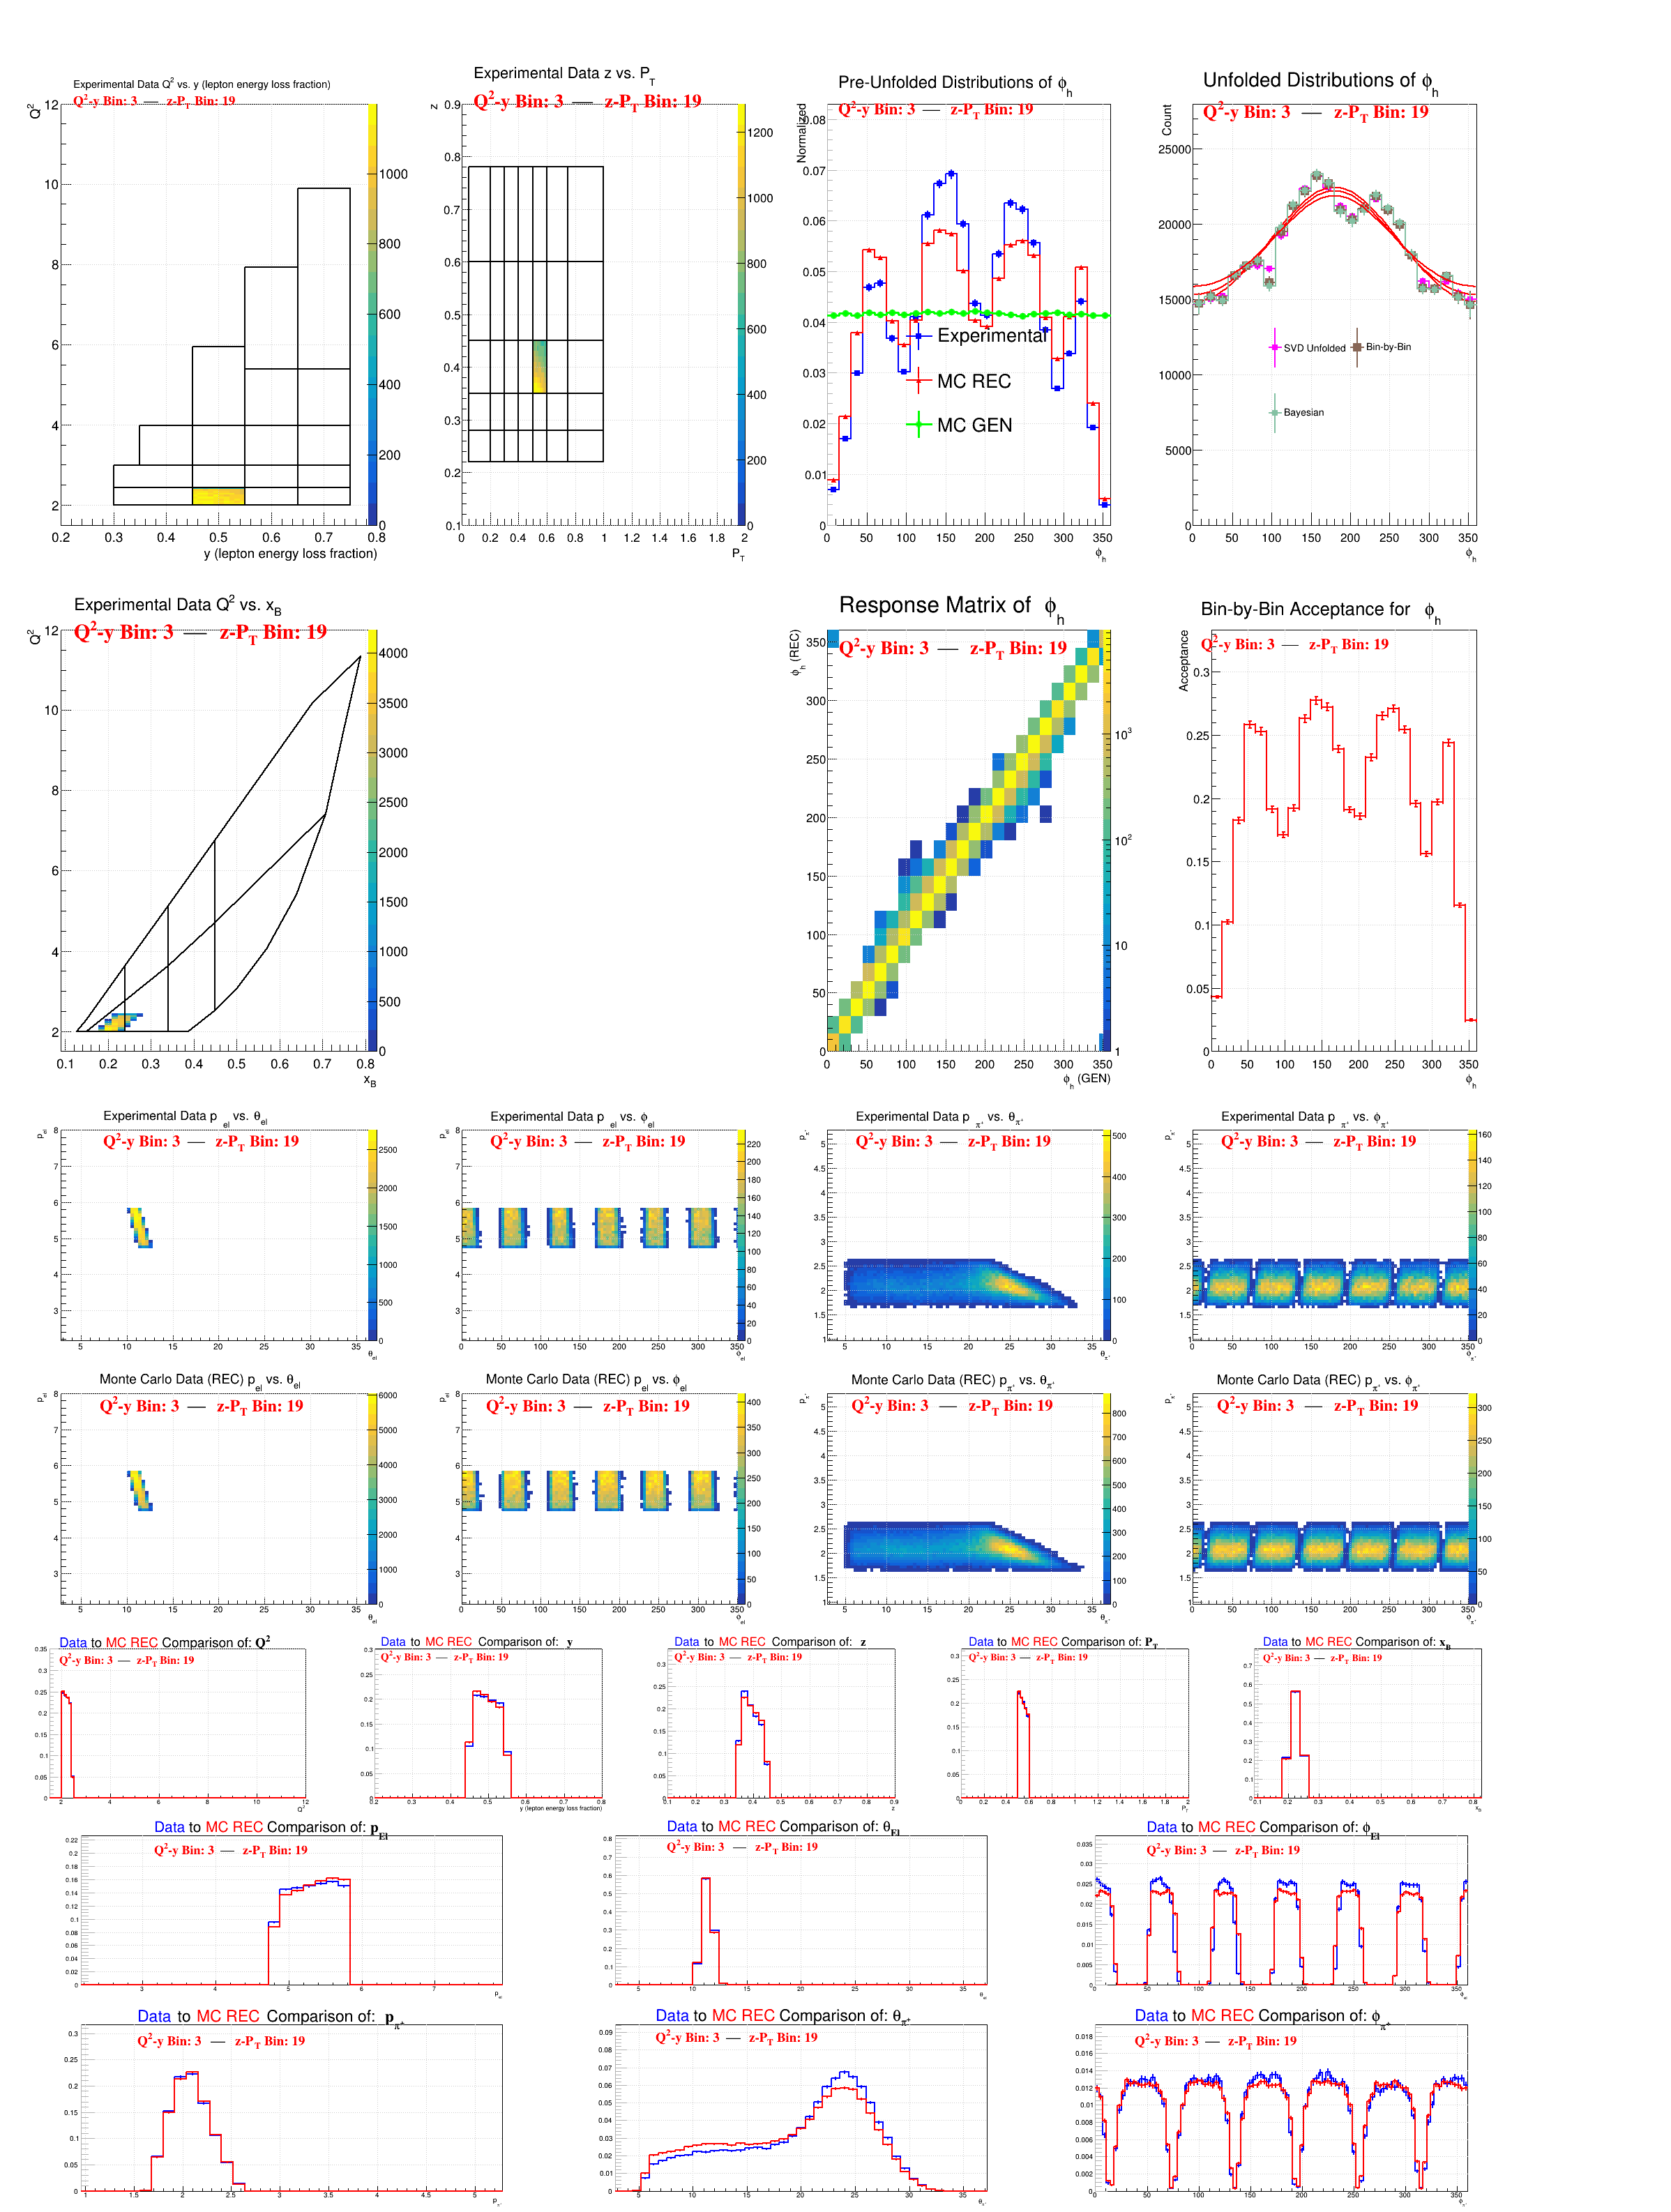 Experimental Data Q² vs. y (lepton energy loss fraction)
Q²-y Bin: 3 — z-P_T Bin: 19
Q²
y (lepton energy loss fraction)
Experimental Data z vs. P_T
Q²-y Bin: 3 — z-P_T Bin: 19
z
P_T
Pre-Unfolded Distributions of ϕ_h
Q²-y Bin: 3 — z-P_T Bin: 19
Normalized
Experimental
MC REC
MC GEN
ϕ_h
Unfolded Distributions of ϕ_h
Q²-y Bin: 3 — z-P_T Bin: 19
Count
SVD Unfolded
Bin-by-Bin
Bayesian
ϕ_h
Experimental Data Q² vs. x_B
Q²-y Bin: 3 — z-P_T Bin: 19
Q²
x_B
Response Matrix of ϕ_h
Q²-y Bin: 3 — z-P_T Bin: 19
ϕ_h (REC)
ϕ_h (GEN)
Bin-by-Bin Acceptance for ϕ_h
Q²-y Bin: 3 — z-P_T Bin: 19
Acceptance
ϕ_h
Experimental Data p_el vs. θ_el
Q²-y Bin: 3 — z-P_T Bin: 19
Experimental Data p_el vs. ϕ_el
Q²-y Bin: 3 — z-P_T Bin: 19
Experimental Data p_π⁺ vs. θ_π⁺
Q²-y Bin: 3 — z-P_T Bin: 19
Experimental Data p_π⁺ vs. ϕ_π⁺
Q²-y Bin: 3 — z-P_T Bin: 19
Monte Carlo Data (REC) p_el vs. θ_el
Q²-y Bin: 3 — z-P_T Bin: 19
Monte Carlo Data (REC) p_el vs. ϕ_el
Q²-y Bin: 3 — z-P_T Bin: 19
Monte Carlo Data (REC) p_π⁺ vs. θ_π⁺
Q²-y Bin: 3 — z-P_T Bin: 19
Monte Carlo Data (REC) p_π⁺ vs. ϕ_π⁺
Q²-y Bin: 3 — z-P_T Bin: 19
Data to MC REC Comparison of: Q²
Q²-y Bin: 3 — z-P_T Bin: 19
Data to MC REC Comparison of: y
Q²-y Bin: 3 — z-P_T Bin: 19
y (lepton energy loss fraction)
Data to MC REC Comparison of: z
Q²-y Bin: 3 — z-P_T Bin: 19
Data to MC REC Comparison of: P_T
Q²-y Bin: 3 — z-P_T Bin: 19
Data to MC REC Comparison of: x_B
Q²-y Bin: 3 — z-P_T Bin: 19
Data to MC REC Comparison of: p_El
Q²-y Bin: 3 — z-P_T Bin: 19
Data to MC REC Comparison of: θ_El
Q²-y Bin: 3 — z-P_T Bin: 19
Data to MC REC Comparison of: ϕ_El
Q²-y Bin: 3 — z-P_T Bin: 19
Data to MC REC Comparison of: p_π⁺
Q²-y Bin: 3 — z-P_T Bin: 19
Data to MC REC Comparison of: θ_π⁺
Q²-y Bin: 3 — z-P_T Bin: 19
Data to MC REC Comparison of: ϕ_π⁺
Q²-y Bin: 3 — z-P_T Bin: 19